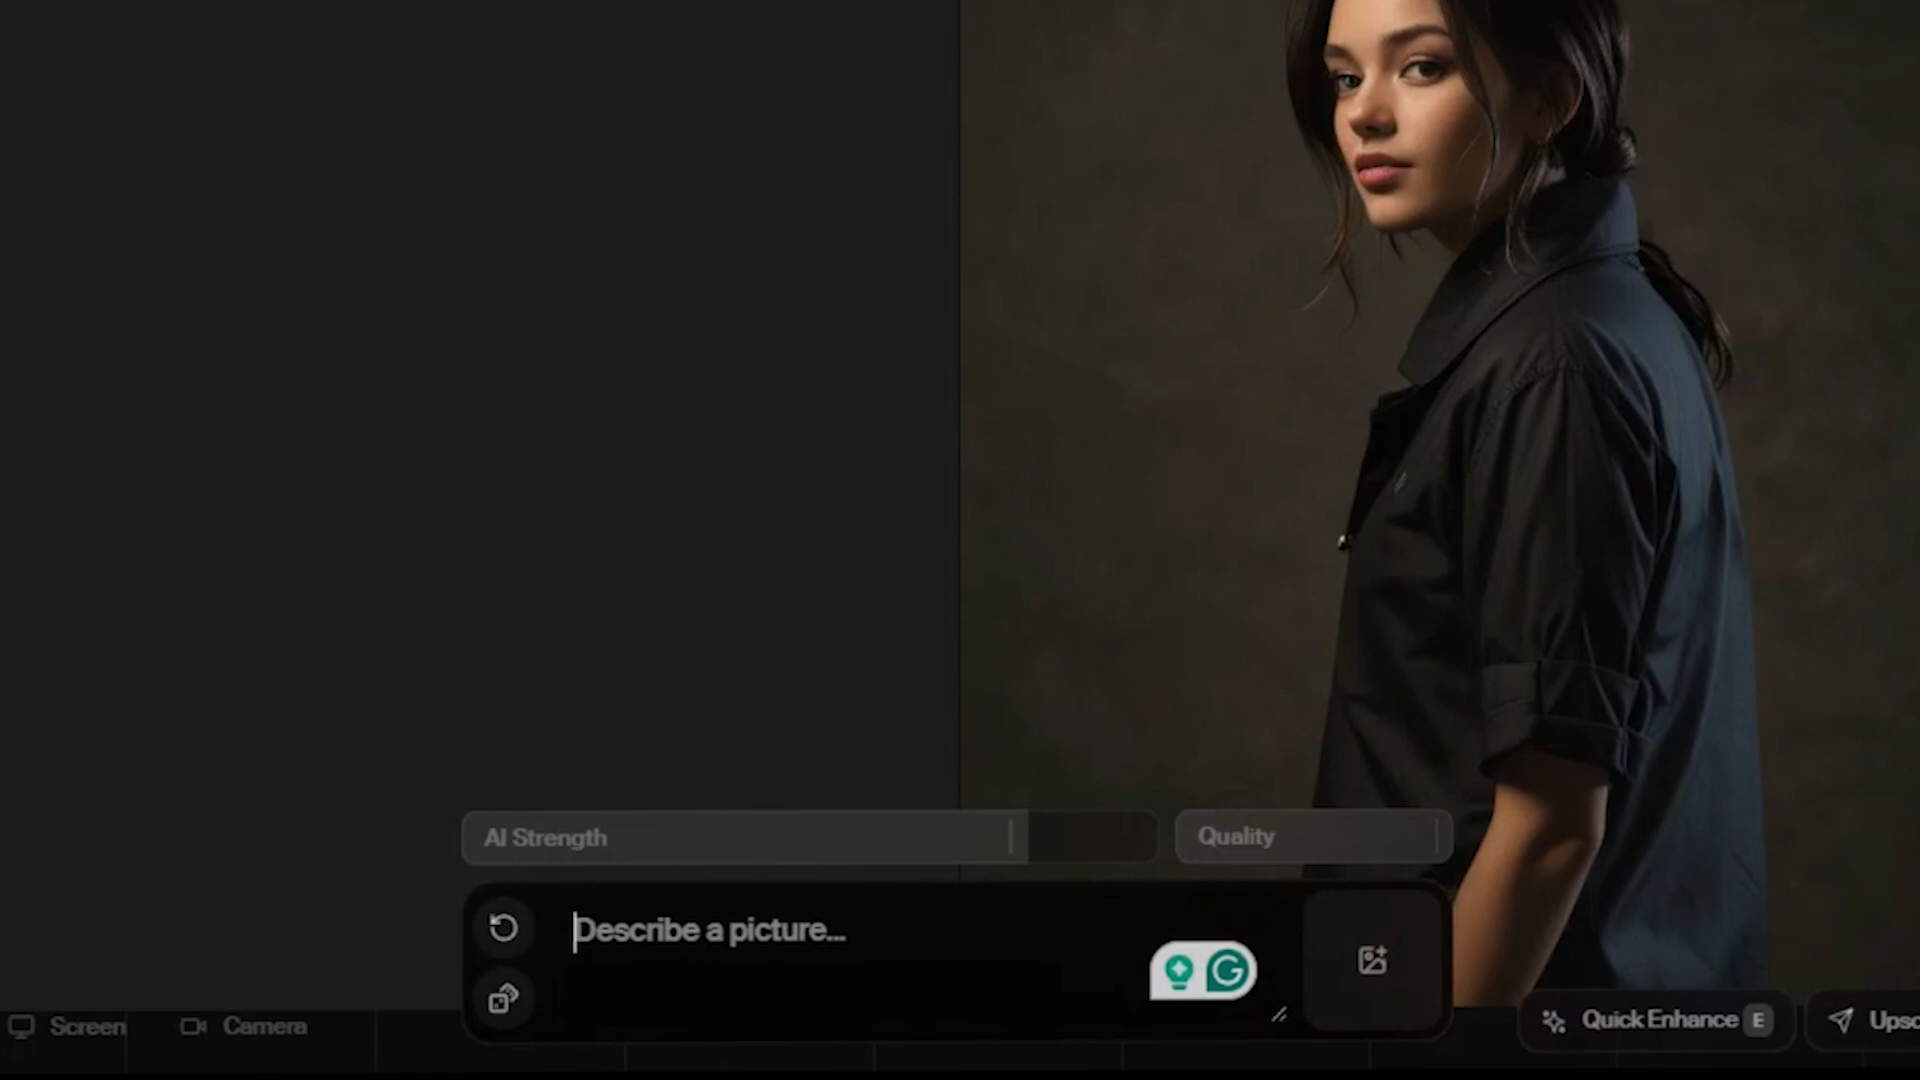 AI Strength
Quality
Describe a picture...
Screen
Camera
Quick Enhance E
Upsc